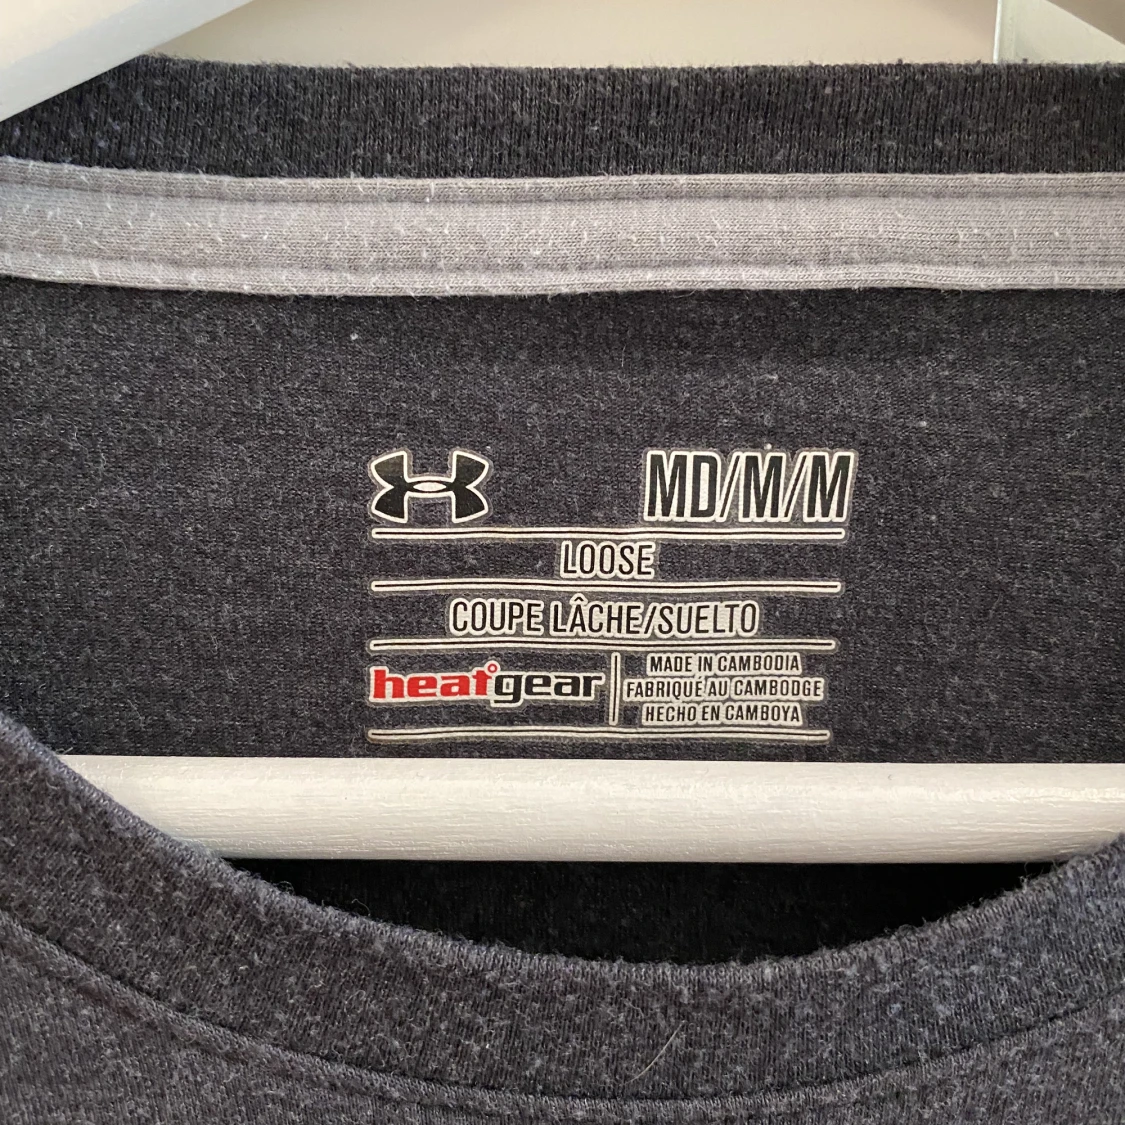 MD/M/M
LOOSE
COUPE LÂCHE/SUELTO
heatgear
MADE IN CAMBODIA
FABRIQUÉ AU CAMBODGE
HECHO EN CAMBOYA